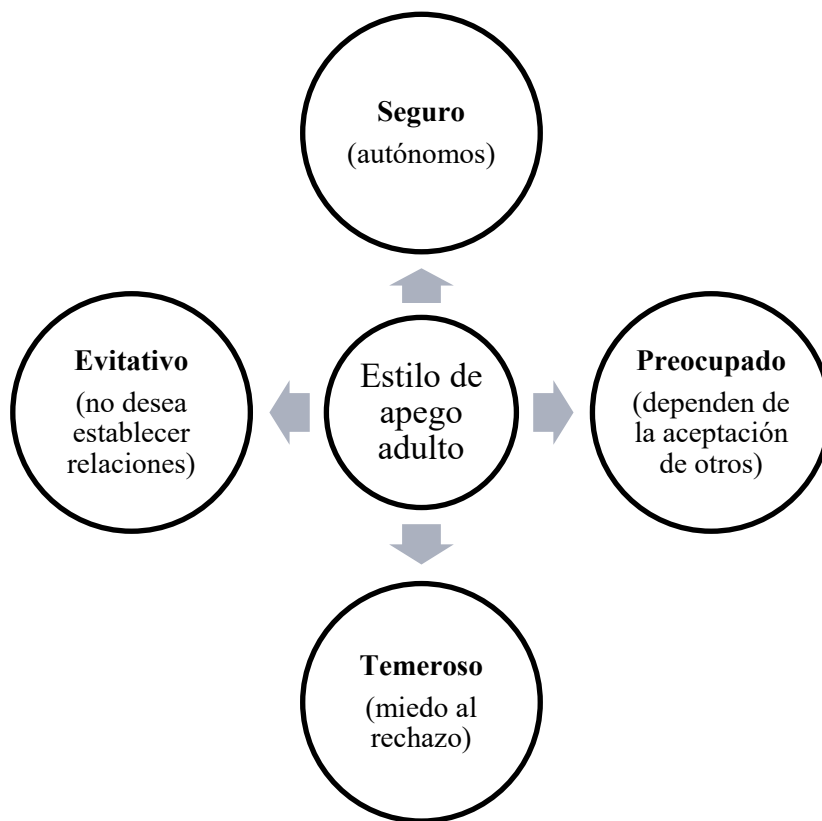 Seguro
(autónomos)
Evitativo
(no desea
establecer
relaciones)
Estilo de
apego
adulto
Preocupado
(dependen de
la aceptación
de otros)
Temeroso
(miedo al
rechazo)